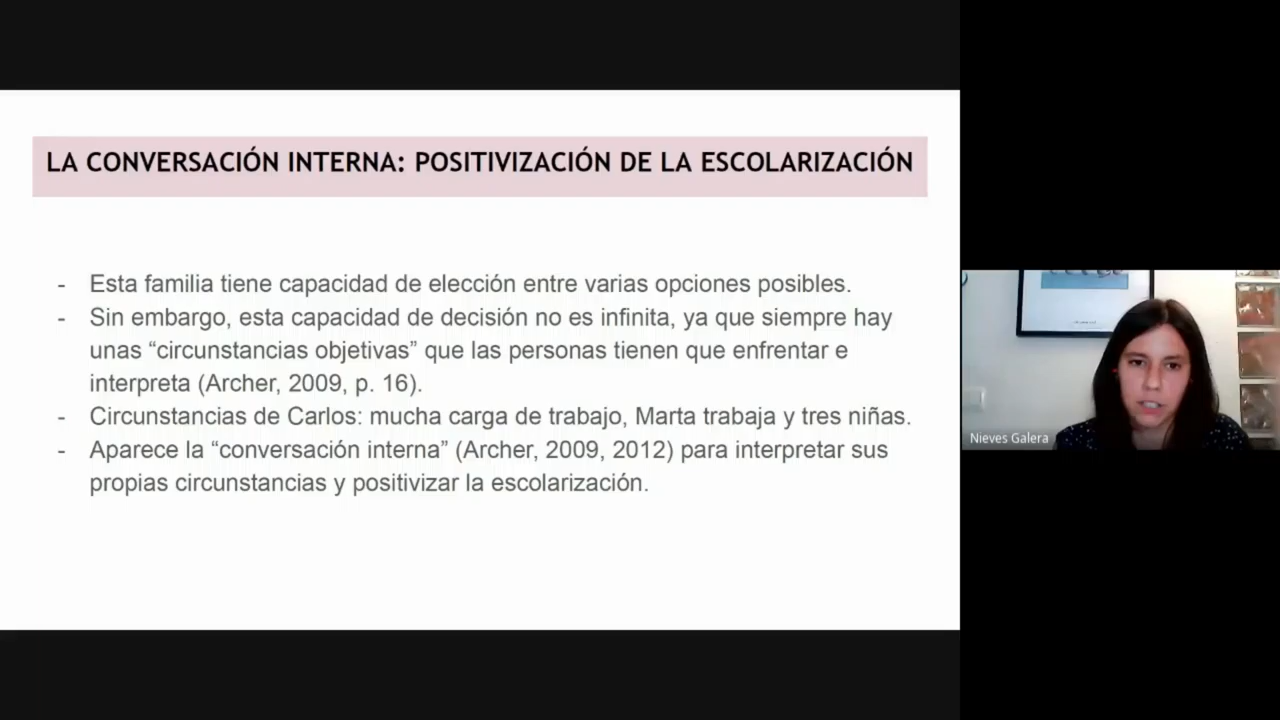 LA CONVERSACIÓN INTERNA: POSITIVIZACIÓN DE LA ESCOLARIZACIÓN
- Esta familia tiene capacidad de elección entre varias opciones posibles.
- Sin embargo, esta capacidad de decisión no es infinita, ya que siempre hay
unas “circunstancias objetivas” que las personas tienen que enfrentar e
interpreta (Archer, 2009, p. 16).
- Circunstancias de Carlos: mucha carga de trabajo, Marta trabaja y tres niñas.
- Aparece la “conversación interna” (Archer, 2009, 2012) para interpretar sus
propias circunstancias y positivizar la escolarización.
Nieves Galera